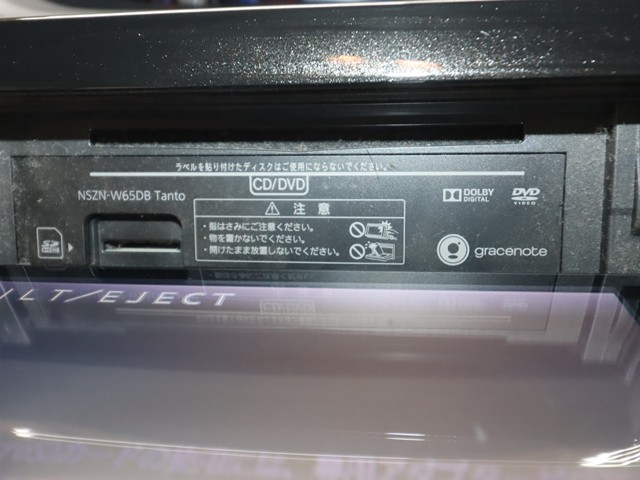 ラベルを貼り付けたディスクはご使用にならないでください。
CD/DVD
NSZN-W65DB Tanto
DOLBY
DIGITAL
DVD
VIDEO
注意
・指はさみにご注意ください。
・物を置かないでください。
・開けたまま放置しないでください。
gracenote
LT/EJECT